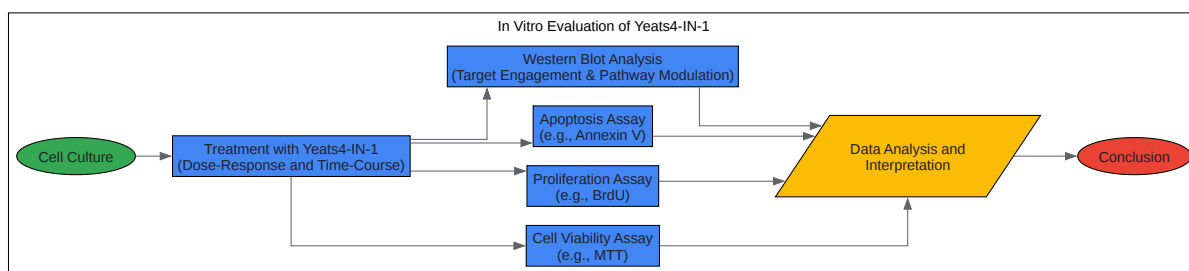 In Vitro Evaluation of Yeats4-IN-1
Western Blot Analysis
(Target Engagement & Pathway Modulation)
Apoptosis Assay
(e.g., Annexin V)
Cell Culture
Treatment with Yeats4-IN-1
(Dose-Response and Time-Course)
Data Analysis and
Interpretation
Conclusion
Proliferation Assay
(e.g., BrdU)
Cell Viability Assay
(e.g., MTT)